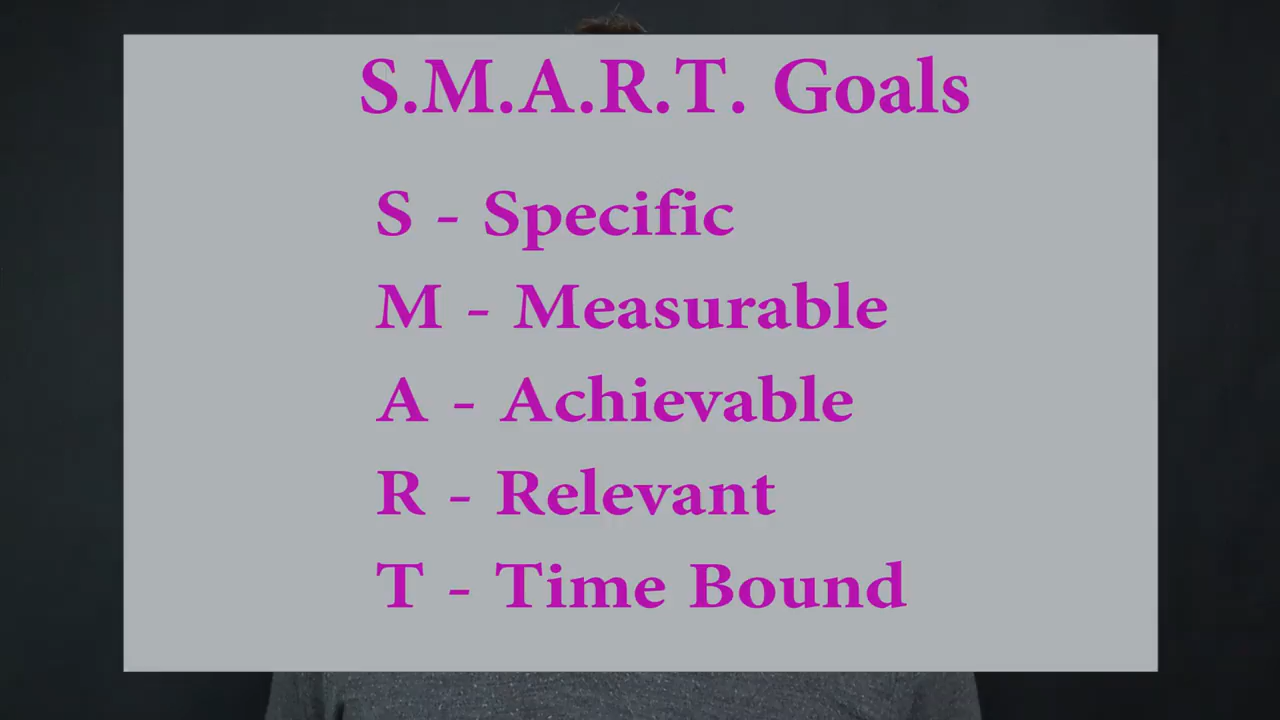 S.M.A.R.T. Goals
S - Specific
M - Measurable
A - Achievable
R - Relevant
T - Time Bound